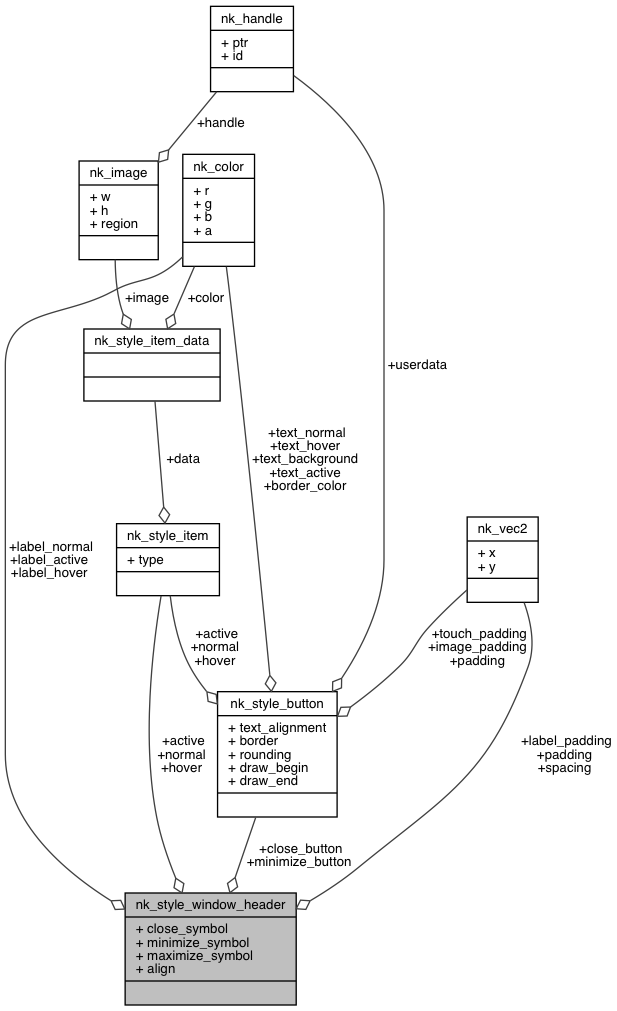 nk_handle
+ ptr
+ id
+handle
nk_image
+ w
+ h
+ region
nk_color
+ r
+ g
+ b
+ a
+image
+color
nk_style_item_data
+userdata
+text_normal
+text_hover
+text_background
+text_active
+border_color
+data
nk_style_item
+ type
nk_vec2
+ x
+ y
+label_normal
+label_active
+label_hover
+active
+normal
+hover
+touch_padding
+image_padding
+padding
nk_style_button
+ text_alignment
+ border
+ rounding
+ draw_begin
+ draw_end
+active
+normal
+hover
+label_padding
+padding
+spacing
+close_button
+minimize_button
nk_style_window_header
+ close_symbol
+ minimize_symbol
+ maximize_symbol
+ align